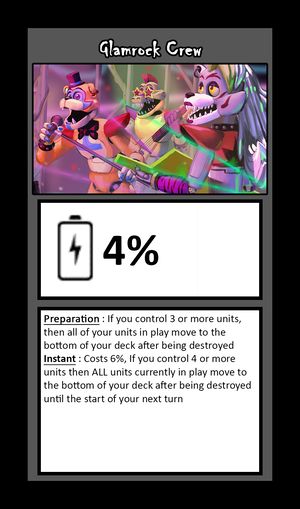 Glamrock Crew
4%
Preparation : If you control 3 or more units,
then all of your units in play move to the
bottom of your deck after being destroyed
Instant : Costs 6%, If you control 4 or more
units then ALL units currently in play move to
the bottom of your deck after being destroyed
until the start of your next turn